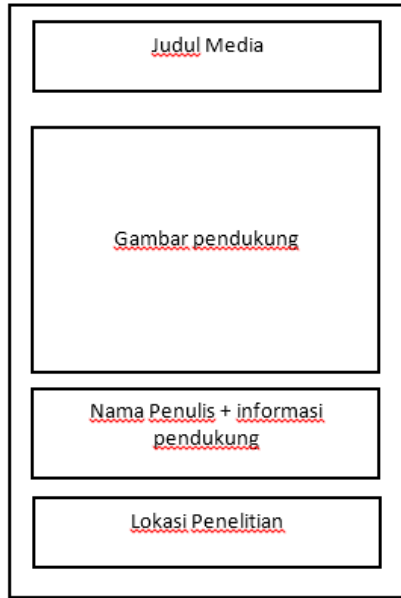 Judul Media
Gambar pendukung
Nama Penulis + informasi
pendukung
Lokasi Penelitian